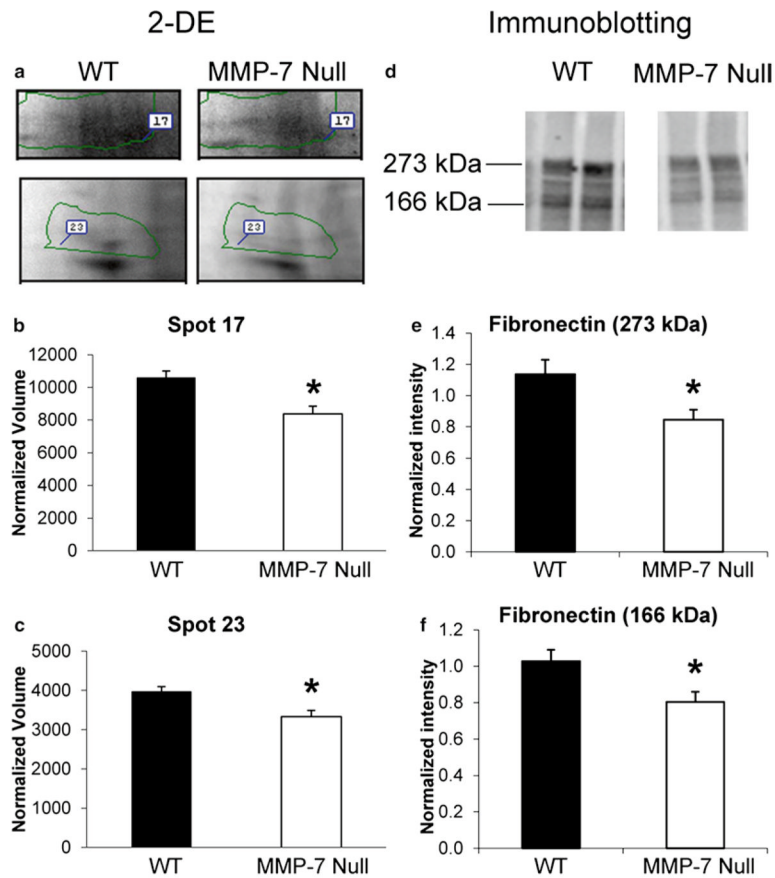 2-DE
Immunoblotting
a
WT
MMP-7 Null
17
17
23
23
d
WT
MMP-7 Null
273 kDa
166 kDa
b
Spot 17
Normalized Volume
12000
10000
8000
6000
4000
2000
0
*
WT
MMP-7 Null
e
Fibronectin (273 kDa)
Normalized intensity
1.4
1.2
1.0
0.8
0.6
0.4
0.2
0.0
*
WT
MMP-7 Null
c
Spot 23
Normalized Volume
5000
4000
3000
2000
1000
0
*
WT
MMP-7 Null
f
Fibronectin (166 kDa)
Normalized intensity
1.2
1.0
0.8
0.6
0.4
0.2
0.0
*
WT
MMP-7 Null